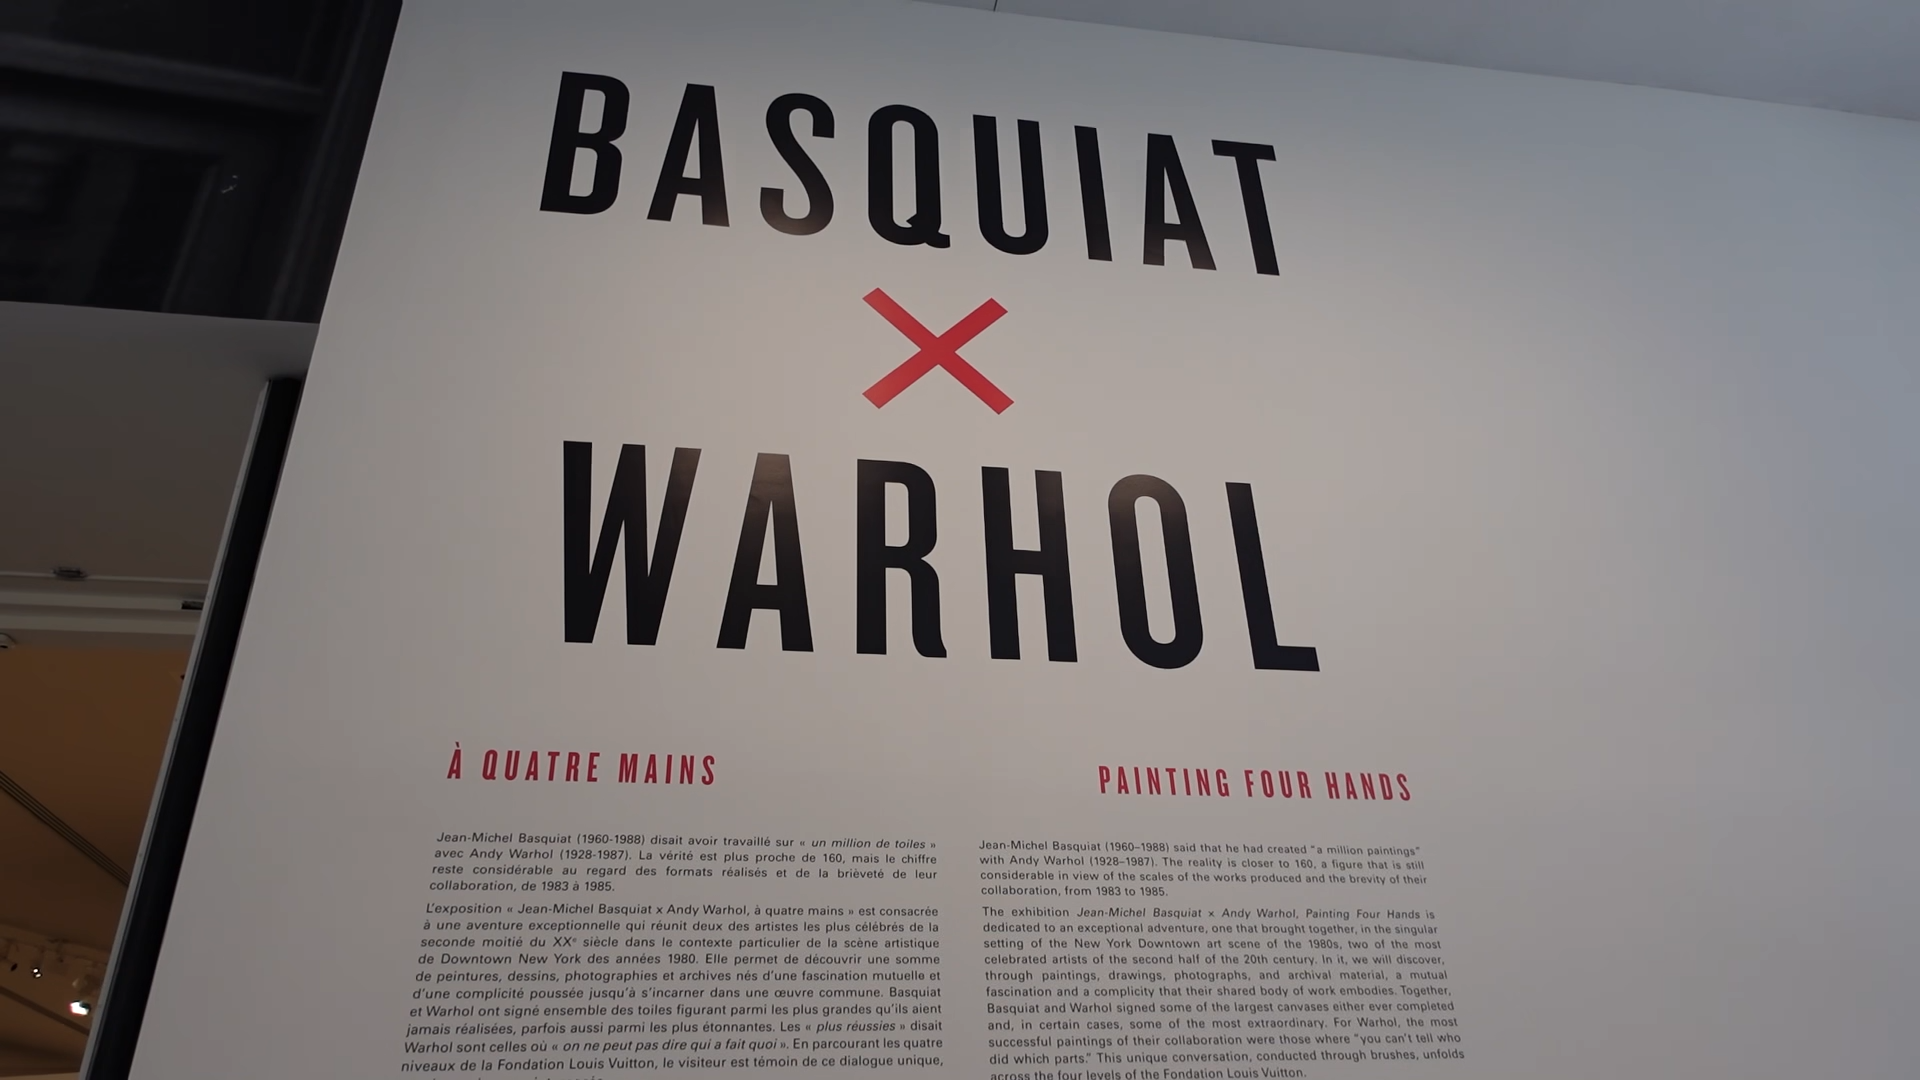 BASQUIAT
×
WARHOL
À QUATRE MAINS
Jean-Michel Basquiat (1960-1988) disait avoir travaillé sur « un million de toiles »
avec Andy Warhol (1928-1987). La vérité est plus proche de 160, mais le chiffre
reste considérable au regard des formats réalisés et de la brièveté de leur
collaboration, de 1983 à 1985.
L'exposition « Jean-Michel Basquiat x Andy Warhol, à quatre mains » est consacrée
à une aventure exceptionnelle qui réunit deux des artistes les plus célébrés de la
seconde moitié du XXe siècle dans le contexte particulier de la scène artistique
de Downtown New York des années 1980. Elle permet de découvrir une somme
de peintures, dessins, photographies et archives nés d'une fascination mutuelle et
d'une complicité poussée jusqu'à s'incarner dans une œuvre commune. Basquiat
et Warhol ont signé ensemble des toiles figurant parmi les plus grandes qu'ils aient
jamais réalisées, parfois aussi parmi les plus étonnantes. Les « plus réussies » disait
Warhol sont celles où « on ne peut pas dire qui a fait quoi ». En parcourant les quatre
niveaux de la Fondation Louis Vuitton, le visiteur est témoin de ce dialogue unique,
PAINTING FOUR HANDS
Jean-Michel Basquiat (1960–1988) said that he had created "a million paintings"
with Andy Warhol (1928–1987). The reality is closer to 160, a figure that is still
considerable in view of the scales of the works produced and the brevity of their
collaboration, from 1983 to 1985.
The exhibition Jean-Michel Basquiat × Andy Warhol, Painting Four Hands is
dedicated to an exceptional adventure, one that brought together, in the singular
setting of the New York Downtown art scene of the 1980s, two of the most
celebrated artists of the second half of the 20th century. In it, we will discover,
through paintings, drawings, photographs, and archival material, a mutual
fascination and a complicity that their shared body of work embodies. Together,
Basquiat and Warhol signed some of the largest canvases either ever completed
and, in certain cases, some of the most extraordinary. For Warhol, the most
successful paintings of their collaboration were those where "you can't tell who
did which parts." This unique conversation, conducted through brushes, unfolds
across the four levels of the Fondation Louis Vuitton.